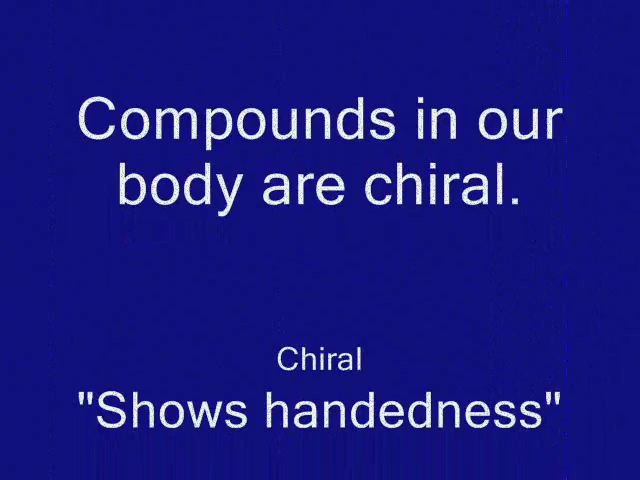 Compounds in our
body are chiral.
Chiral
"Shows handedness"